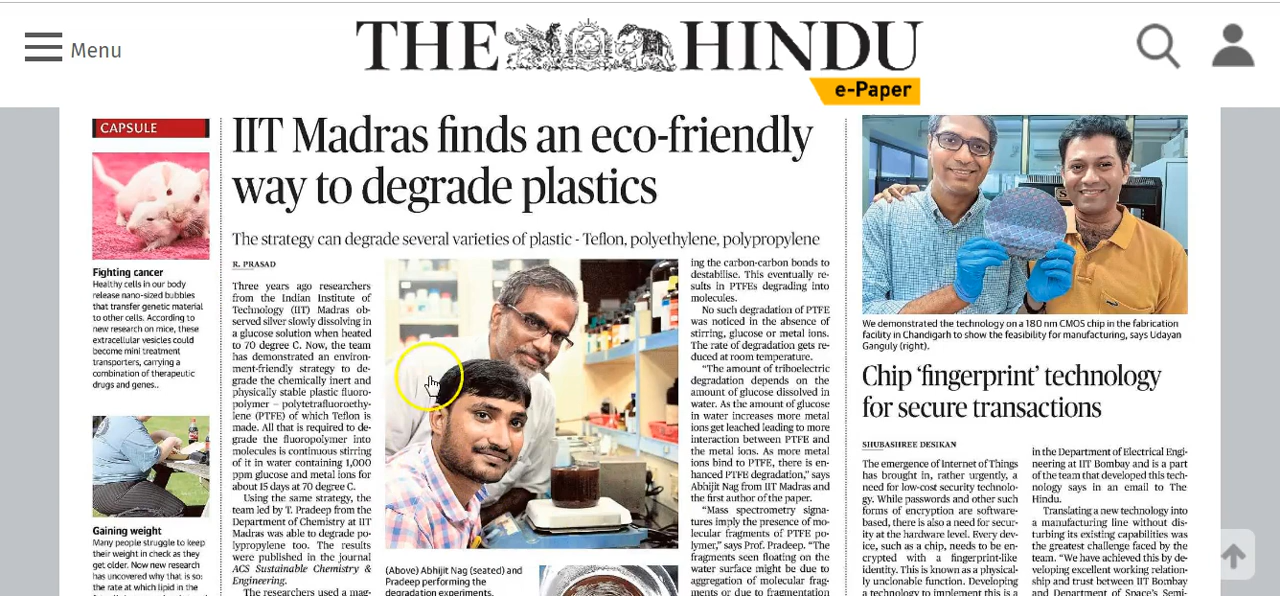 Menu
THE HINDU
e-Paper
CAPSULE
Fighting cancer
Healthy cells in our body
release nano-sized bubbles
that transfer genetic material
to other cells. According to
new research on mice, these
extracellular vesicles could
become mini treatment
transporters, carrying a
combination of therapeutic
drugs and genes..
Gaining weight
Many people struggle to keep
their weight in check as they
get older. Now new research
has uncovered why that is so:
the rate at which lipid in the
IIT Madras finds an eco-friendly
way to degrade plastics
The strategy can degrade several varieties of plastic - Teflon, polyethylene, polypropylene
R. PRASAD
Three years ago researchers
from the Indian Institute of
Technology (IIT) Madras ob-
served silver slowly dissolving in
a glucose solution when heated
to 70 degree C. Now, the team
has demonstrated an environ-
ment-friendly strategy to de-
grade the chemically inert and
physically stable plastic fluoro-
polymer – polytetrafluoroethy-
lene (PTFE) of which Teflon is
made. All that is required to de-
grade the fluoropolymer into
molecules is continuous stirring
of it in water containing 1,000
ppm glucose and metal ions for
about 15 days at 70 degree C.
Using the same strategy, the
team led by T. Pradeep from the
Department of Chemistry at IIT
Madras was able to degrade po-
lypropylene too. The results
were published in the journal
ACS Sustainable Chemistry &
Engineering.
The researchers used a mag-
(Above) Abhijit Nag (seated) and
Pradeep performing the
degradation experiments.
ing the carbon-carbon bonds to
destabilise. This eventually re-
sults in PTFEs degrading into
molecules.
No such degradation of PTFE
was noticed in the absence of
stirring, glucose or metal ions.
The rate of degradation gets re-
duced at room temperature.
"The amount of triboelectric
degradation depends on the
amount of glucose dissolved in
water. As the amount of glucose
in water increases more metal
ions get leached leading to more
interaction between PTFE and
the metal ions. As more metal
ions bind to PTFE, there is en-
hanced PTFE degradation," says
Abhijit Nag from IIT Madras and
the first author of the paper.
"Mass spectrometry signa-
tures imply the presence of mo-
lecular fragments of PTFE po-
lymer," says Prof. Pradeep. "The
fragments seen floating on the
water surface might be due to
aggregation of molecular frag-
ments or due to fragmentation
We demonstrated the technology on a 180 nm CMOS chip in the fabrication
facility in Chandigarh to show the feasibility for manufacturing, says Udayan
Ganguly (right).
Chip 'fingerprint' technology
for secure transactions
SHUBASHREE DESIKAN
The emergence of Internet of Things
has brought in, rather urgently, a
need for low-cost security technolo-
gy. While passwords and other such
forms of encryption are software-
based, there is also a need for secur-
ity at the hardware level. Every de-
vice, such as a chip, needs to be en-
crypted with a fingerprint-like
identity. This is known as a physical-
ly unclonable function. Developing
a technology to implement this is a
in the Department of Electrical Engi-
neering at IIT Bombay and is a part
of the team that developed this tech-
nology says in an email to The
Hindu.
Translating a new technology into
a manufacturing line without dis-
turbing its existing capabilities was
the greatest challenge faced by the
team. "We have achieved this by de-
veloping excellent working relation-
ship and trust between IIT Bombay
and Department of Space's Semi-